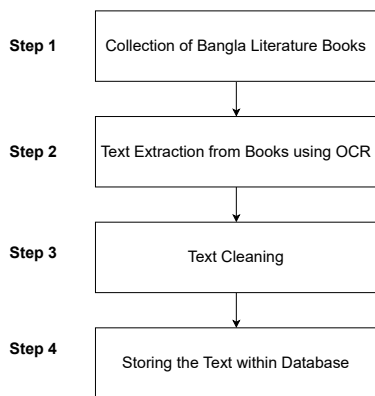 Step 1
Collection of Bangla Literature Books
Step 2
Text Extraction from Books using OCR
Step 3
Text Cleaning
Step 4
Storing the Text within Database